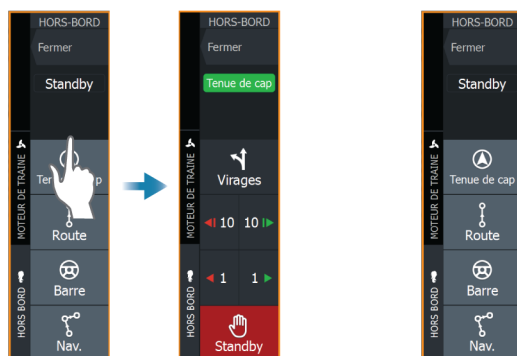 HORS-BORD
Fermer
Standby
MOTEUR DE TRAINE
HORS BORD
Ten p
Route
Barre
Nav.
HORS-BORD
Fermer
Tenue de cap
MOTEUR DE TRAINE
HORS BORD
Virages
10 10
1 1
Standby
HORS-BORD
Fermer
Standby
MOTEUR DE TRAINE
HORS BORD
Tenue de cap
Route
Barre
Nav.